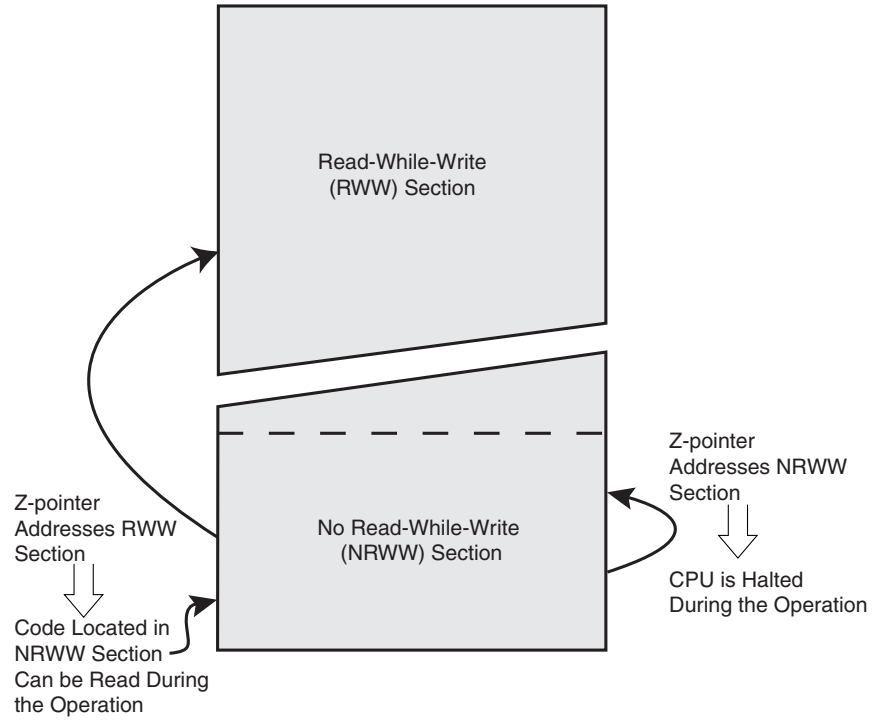 Read-While-Write
(RWW) Section
Z-pointer
Addresses NRWW
Section
Z-pointer
Addresses RWW
Section
No Read-While-Write
(NRWW) Section
CPU is Halted
During the Operation
Code Located in
NRWW Section
Can be Read During
the Operation